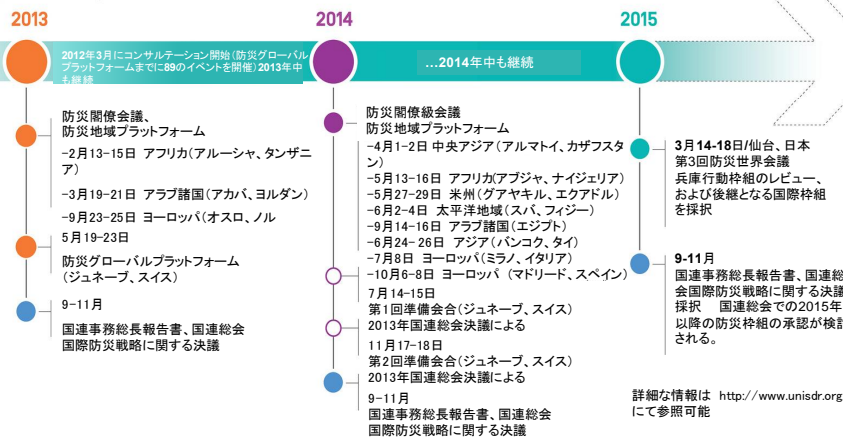 2013
2014
2015
2012年3月にコンサルテーション開始(防災グローバル
プラットフォームまでに89のイベントを開催)2013年中
も継続
…2014年中も継続
防災閣僚会議、
防災地域プラットフォーム
-2月13-15日 アフリカ(アルーシャ、タンザニ
ア)
-3月19-21日 アラブ諸国(アカバ、ヨルダン)
-9月23-25日 ヨーロッパ(オスロ、ノル
5月19-23日
防災グローバルプラットフォーム
(ジュネーブ、スイス)
9-11月
国連事務総長報告書、国連総会
国際防災戦略に関する決議
防災閣僚級会議
防災地域プラットフォーム
-4月1-2日 中央アジア(アルマトイ、カザフスタ
ン)
-5月13-16日 アフリカ(アブジャ、ナイジェリア)
-5月27-29日 米州(グアヤキル、エクアドル)
-6月2-4日 太平洋地域(スバ、フィジー)
-9月14-16日 アラブ諸国(エジプト)
-6月24-26日 アジア(バンコク、タイ)
-7月8日 ヨーロッパ(ミラノ、イタリア)
-10月6-8日 ヨーロッパ (マドリード、スペイン)
7月14-15日
第1回準備会合(ジュネーブ、スイス)
2013年国連総会決議による
11月17-18日
第2回準備会合(ジュネーブ、スイス)
2013年国連総会決議による
9-11月
国連事務総長報告書、国連総会
国際防災戦略に関する決議
3月14-18日/仙台、日本
第3回防災世界会議
兵庫行動枠組のレビュー、
および後継となる国際枠組
を採択
9-11月
国連事務総長報告書、国連総
会国際防災戦略に関する決議
採択 国連総会での2015年
以降の防災枠組の承認が検討
される。
詳細な情報は http://www.unisdr.org
にて参照可能